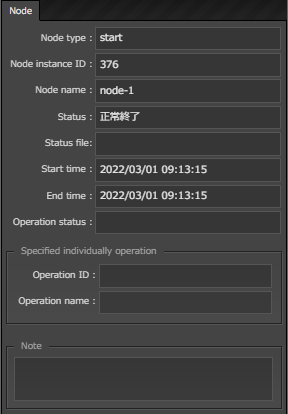 Node
Node type : start
Node instance ID : 376
Node name : node-1
Status : 正常終了
Status file:
Start time : 2022/03/01 09:13:15
End time : 2022/03/01 09:13:15
Operation status :
Specified individually operation
Operation ID :
Operation name :
Note